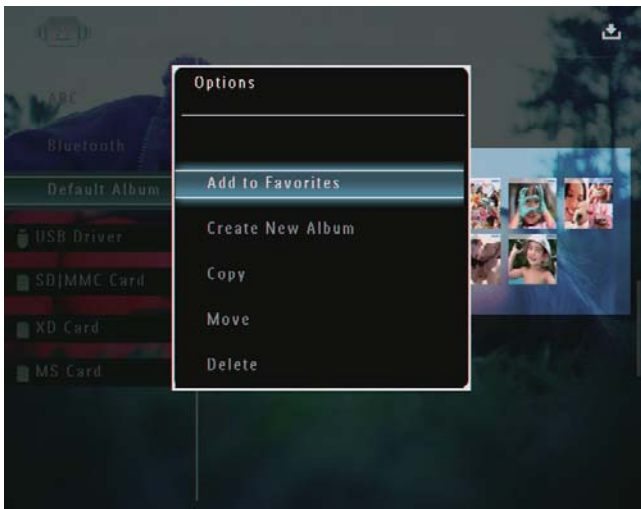 Options
Add to Favorites
Create New Album
Copy
Move
Delete
ABC
Bluetooth
Default Album
USB Driver
SD|MMC Card
XD Card
MS Card